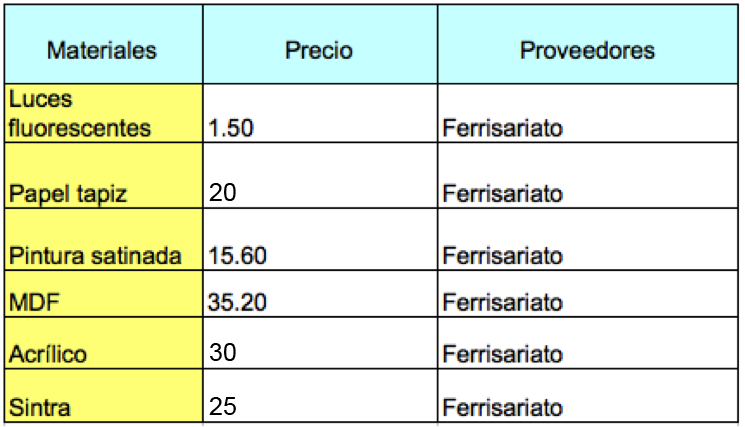 Materiales Precio Proveedores
Luces
fluorescentes 1.50 Ferrisariato
Papel tapiz 20 Ferrisariato
Pintura satinada 15.60 Ferrisariato
MDF 35.20 Ferrisariato
Acrílico 30 Ferrisariato
Sintra 25 Ferrisariato